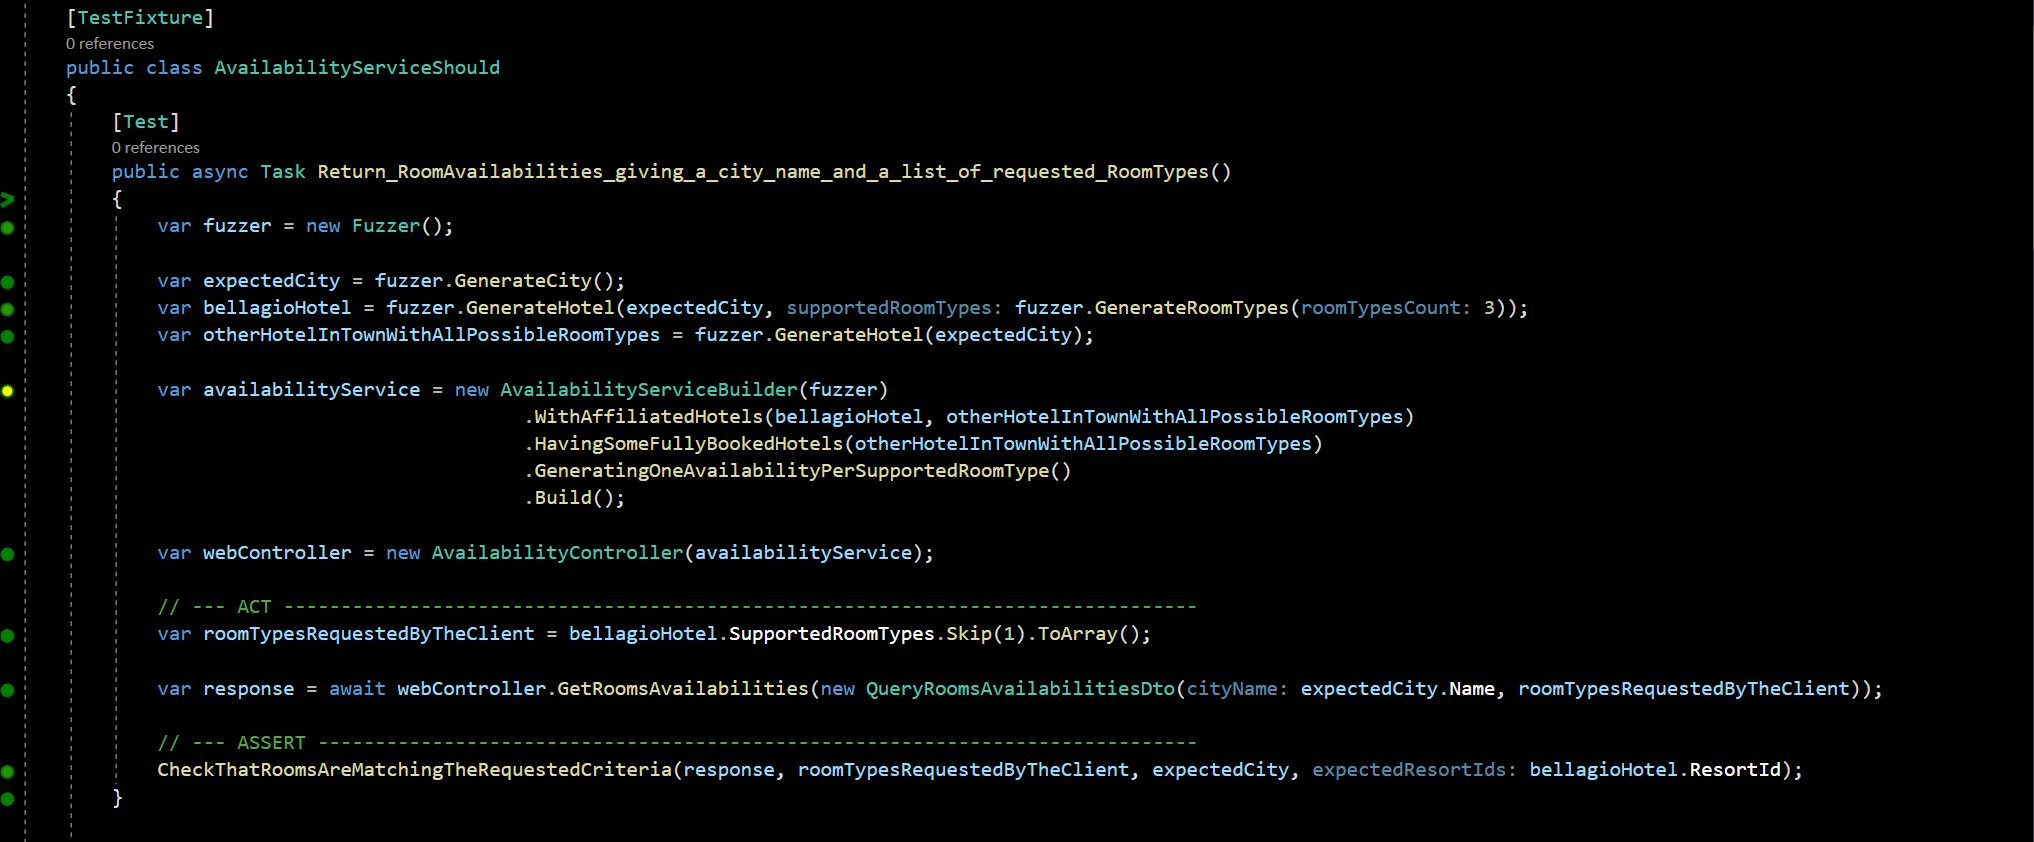 [TestFixture]
0 references
public class AvailabilityServiceShould
{
[Test]
0 references
public async Task Return_RoomAvailabilities_giving_a_city_name_and_a_list_of_requested_RoomTypes()
{
var fuzzer = new Fuzzer();
var expectedCity = fuzzer.GenerateCity();
var bellagioHotel = fuzzer.GenerateHotel(expectedCity, supportedRoomTypes: fuzzer.GenerateRoomTypes(roomTypesCount: 3));
var otherHotelInTownWithAllPossibleRoomTypes = fuzzer.GenerateHotel(expectedCity);
var availabilityService = new AvailabilityServiceBuilder(fuzzer)
.WithAffiliatedHotels(bellagioHotel, otherHotelInTownWithAllPossibleRoomTypes)
.HavingSomeFullyBookedHotels(otherHotelInTownWithAllPossibleRoomTypes)
.GeneratingOneAvailabilityPerSupportedRoomType()
.Build();
var webController = new AvailabilityController(availabilityService);
// --- ACT --------------------------------------------------------------------------------
var roomTypesRequestedByTheClient = bellagioHotel.SupportedRoomTypes.Skip(1).ToArray();
var response = await webController.GetRoomsAvailabilities(new QueryRoomsAvailabilitiesDto(cityName: expectedCity.Name, roomTypesRequestedByTheClient));
// --- ASSERT -----------------------------------------------------------------------------
CheckThatRoomsAreMatchingTheRequestedCriteria(response, roomTypesRequestedByTheClient, expectedCity, expectedResortIds: bellagioHotel.ResortId);
}